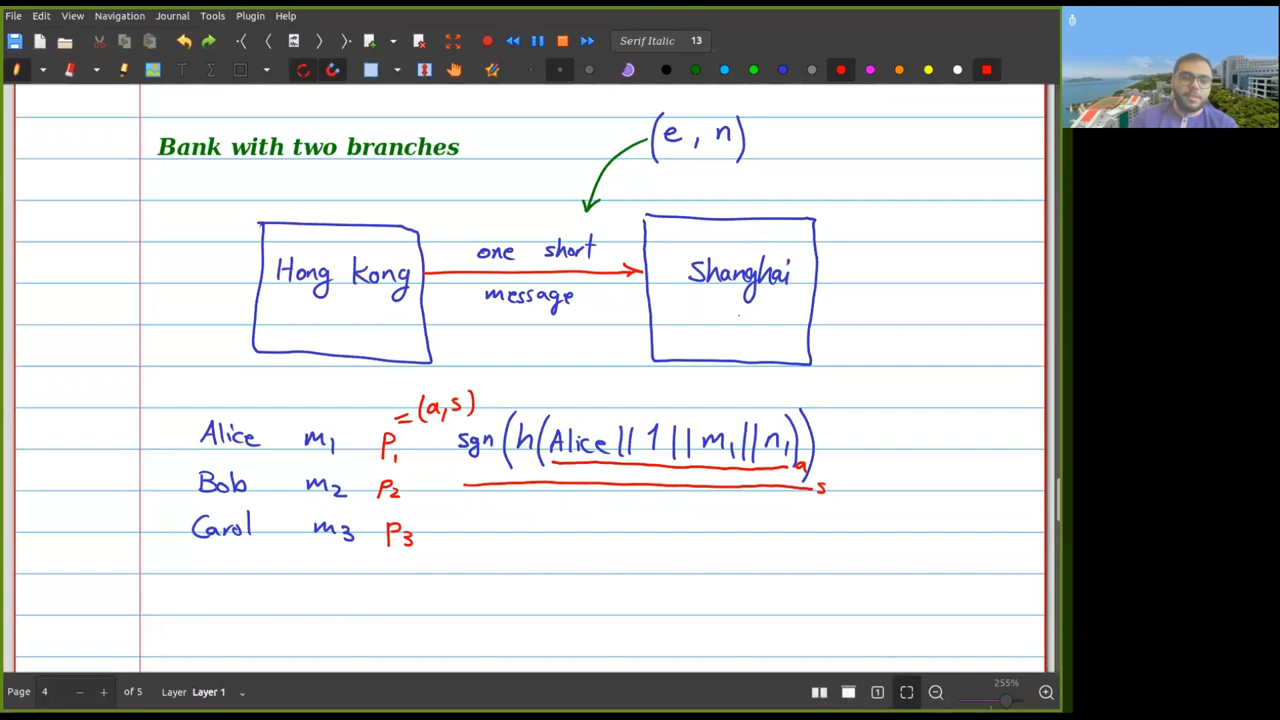 File Edit View Navigation Journal Tools Plugin Help
Serif Italic 13
Bank with two branches
(e, n)
Hong Kong
one short
message
Shanghai
= (a, s)
Alice m₁ P₁ sgn(h(Alice || 1 || m₁ || n₁))
a
s
Bob m₂ P₂
Carol m₃ P₃
Page 4 − + of 5 Layer Layer 1
255%